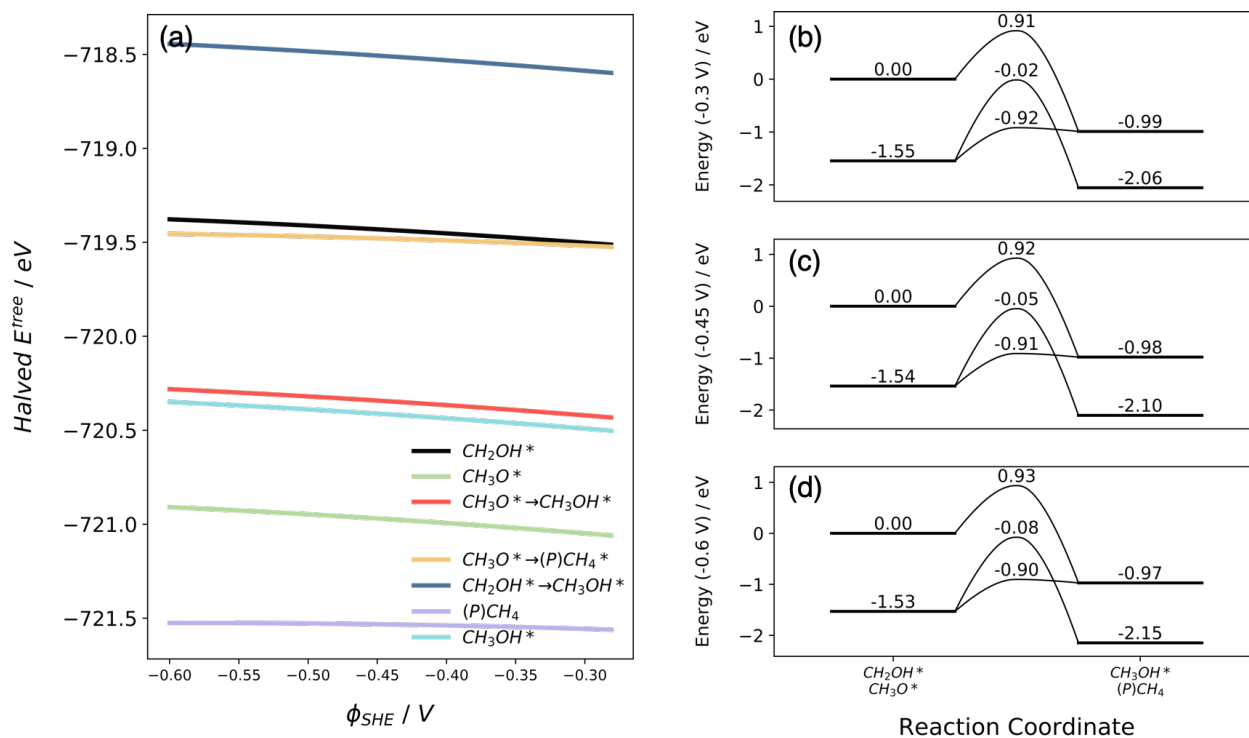 (a)
Halved E^free / eV
−718.5
−719.0
−719.5
−720.0
−720.5
−721.0
−721.5
CH₂OH*
CH₃O*
CH₃O*→CH₃OH*
CH₃O*→(P)CH₄*
CH₂OH*→CH₃OH*
(P)CH₄
CH₃OH*
−0.60 −0.55 −0.50 −0.45 −0.40 −0.35 −0.30
ϕ_SHE / V
(b)
Energy (-0.3 V) / eV
1
0
−1
−2
0.91
0.00
-0.02
-0.92
-0.99
-1.55
-2.06
(c)
Energy (-0.45 V) / eV
1
0
−1
−2
0.92
0.00
-0.05
-0.91
-0.98
-1.54
-2.10
(d)
Energy (-0.6 V) / eV
1
0
−1
−2
0.93
0.00
-0.08
-0.90
-0.97
-1.53
-2.15
CH₂OH*
CH₃O*
CH₃OH*
(P)CH₄
Reaction Coordinate